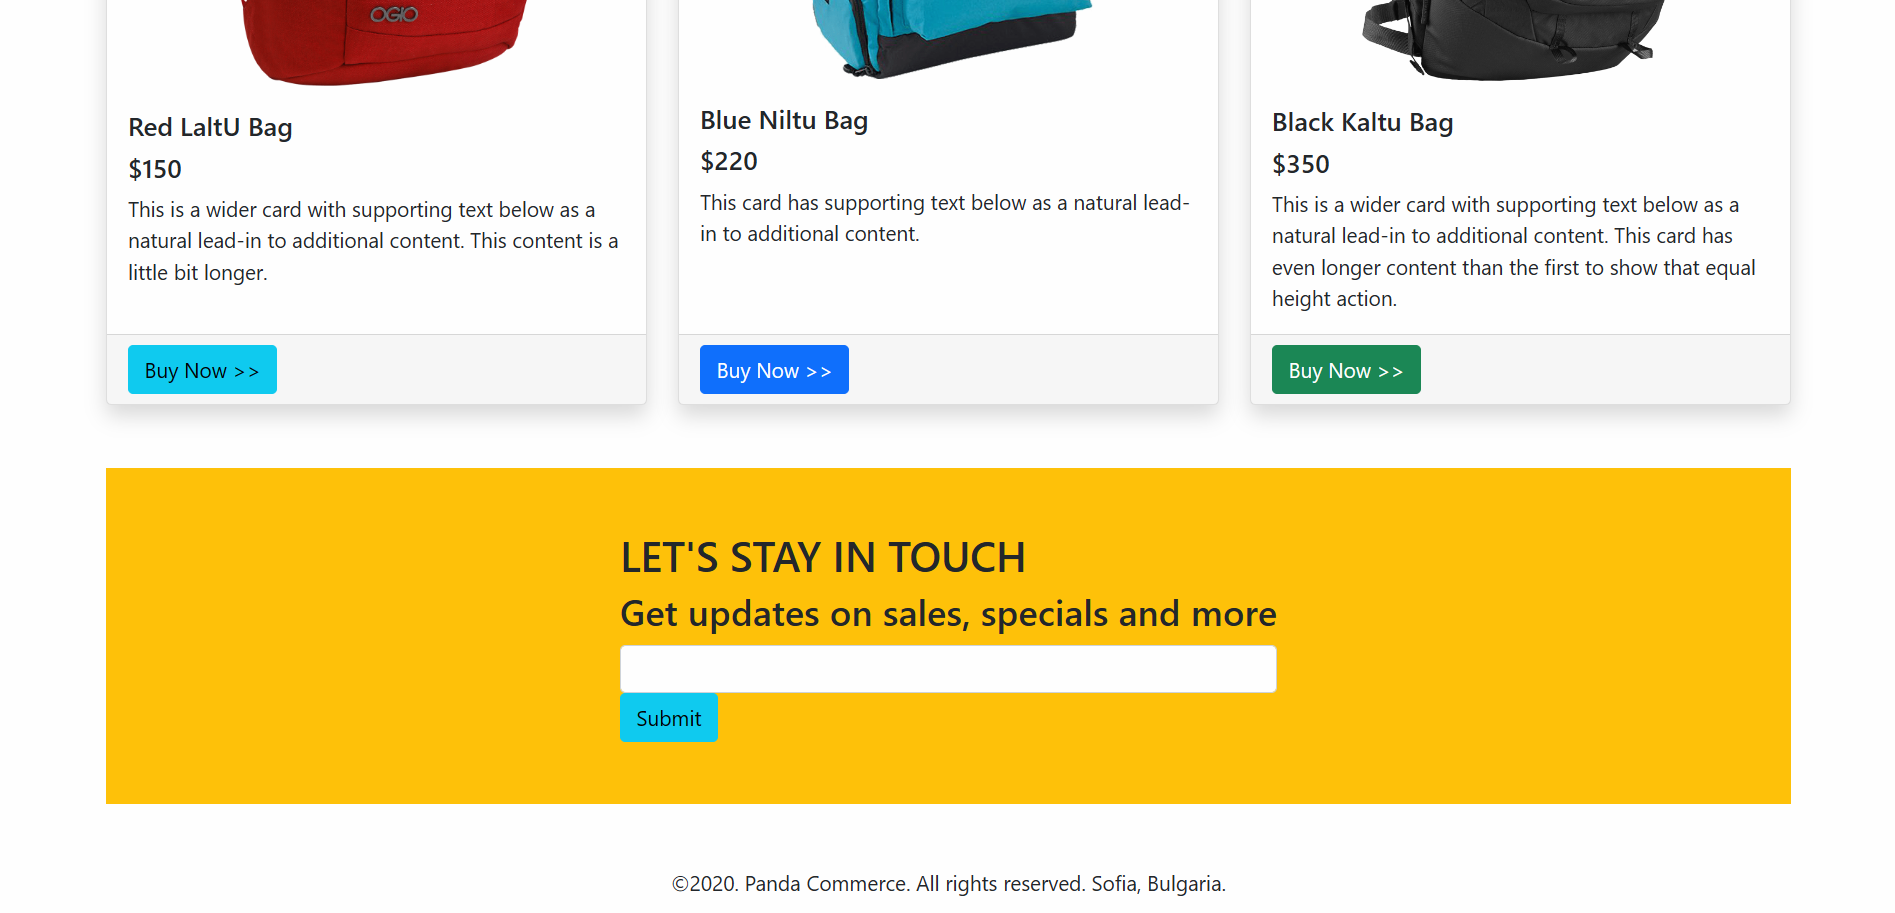 OGIO
Red LaltU Bag
$150
This is a wider card with supporting text below as a
natural lead-in to additional content. This content is a
little bit longer.
Buy Now >>
Blue Niltu Bag
$220
This card has supporting text below as a natural lead-
in to additional content.
Buy Now >>
Black Kaltu Bag
$350
This is a wider card with supporting text below as a
natural lead-in to additional content. This card has
even longer content than the first to show that equal
height action.
Buy Now >>
LET'S STAY IN TOUCH
Get updates on sales, specials and more
Submit
©2020. Panda Commerce. All rights reserved. Sofia, Bulgaria.